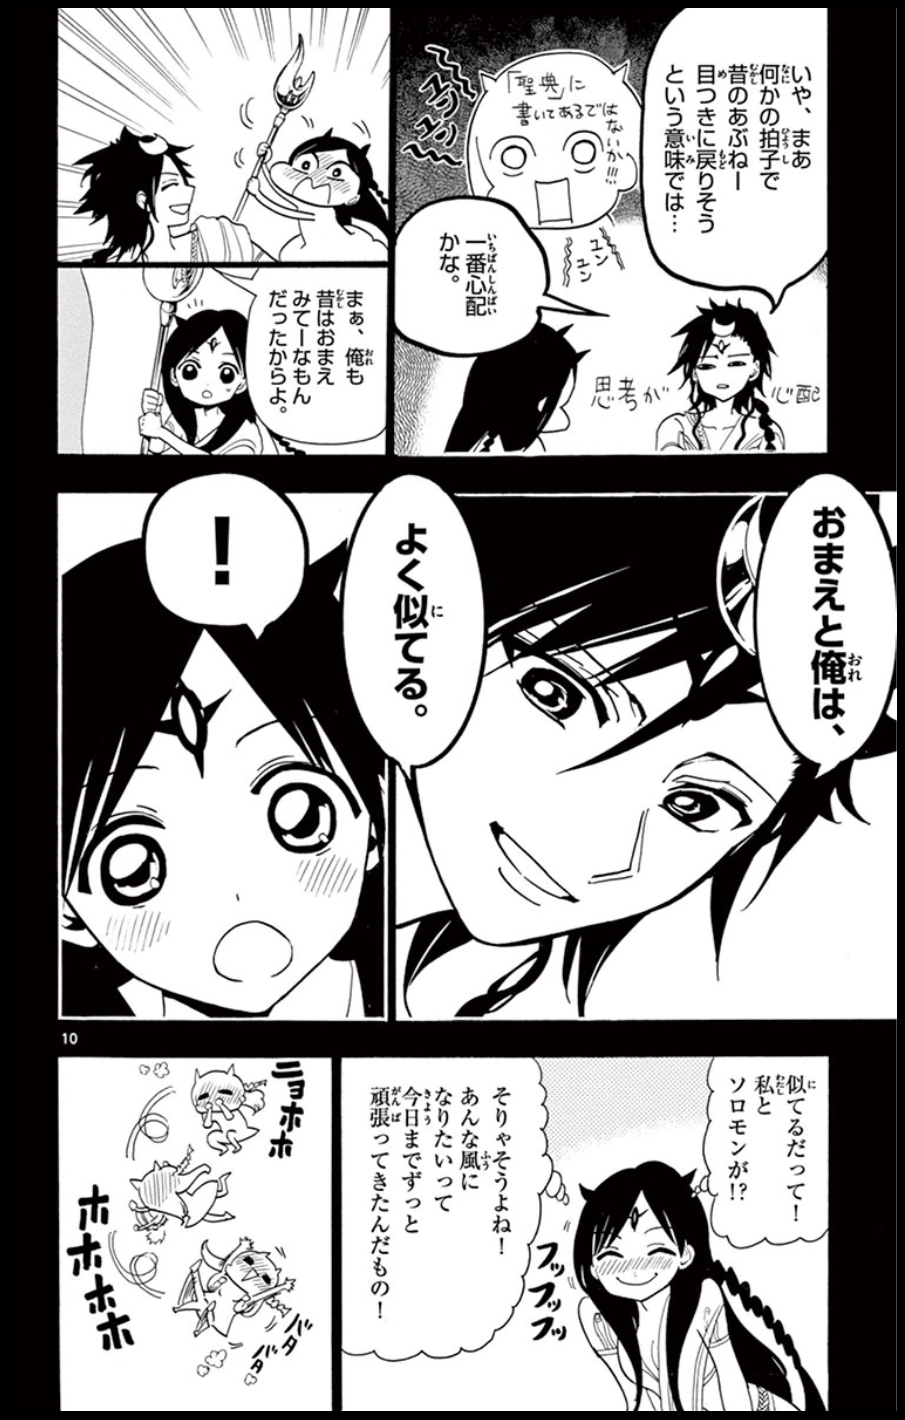 いや、まあ
何かの拍子で
昔のあぶねー
目つきに戻りそう
という意味では…
「聖典」に
書いてあるでは
ないか!!!
ユンユン
ユンユン
一番心配
かな。
思考が
心配
まぁ、俺も
昔はおまえ
みてーなもん
だったからよ。
おまえと俺は、
よく似てる。
!
10
似てるだって!
私と
ソロモンが!?
そりゃそうよね!
あんな風に
なりたいって
今日までずっと
頑張ってきたんだもの!
フッフッフッ
ニョホホ
ホホホホホ
バタバタ